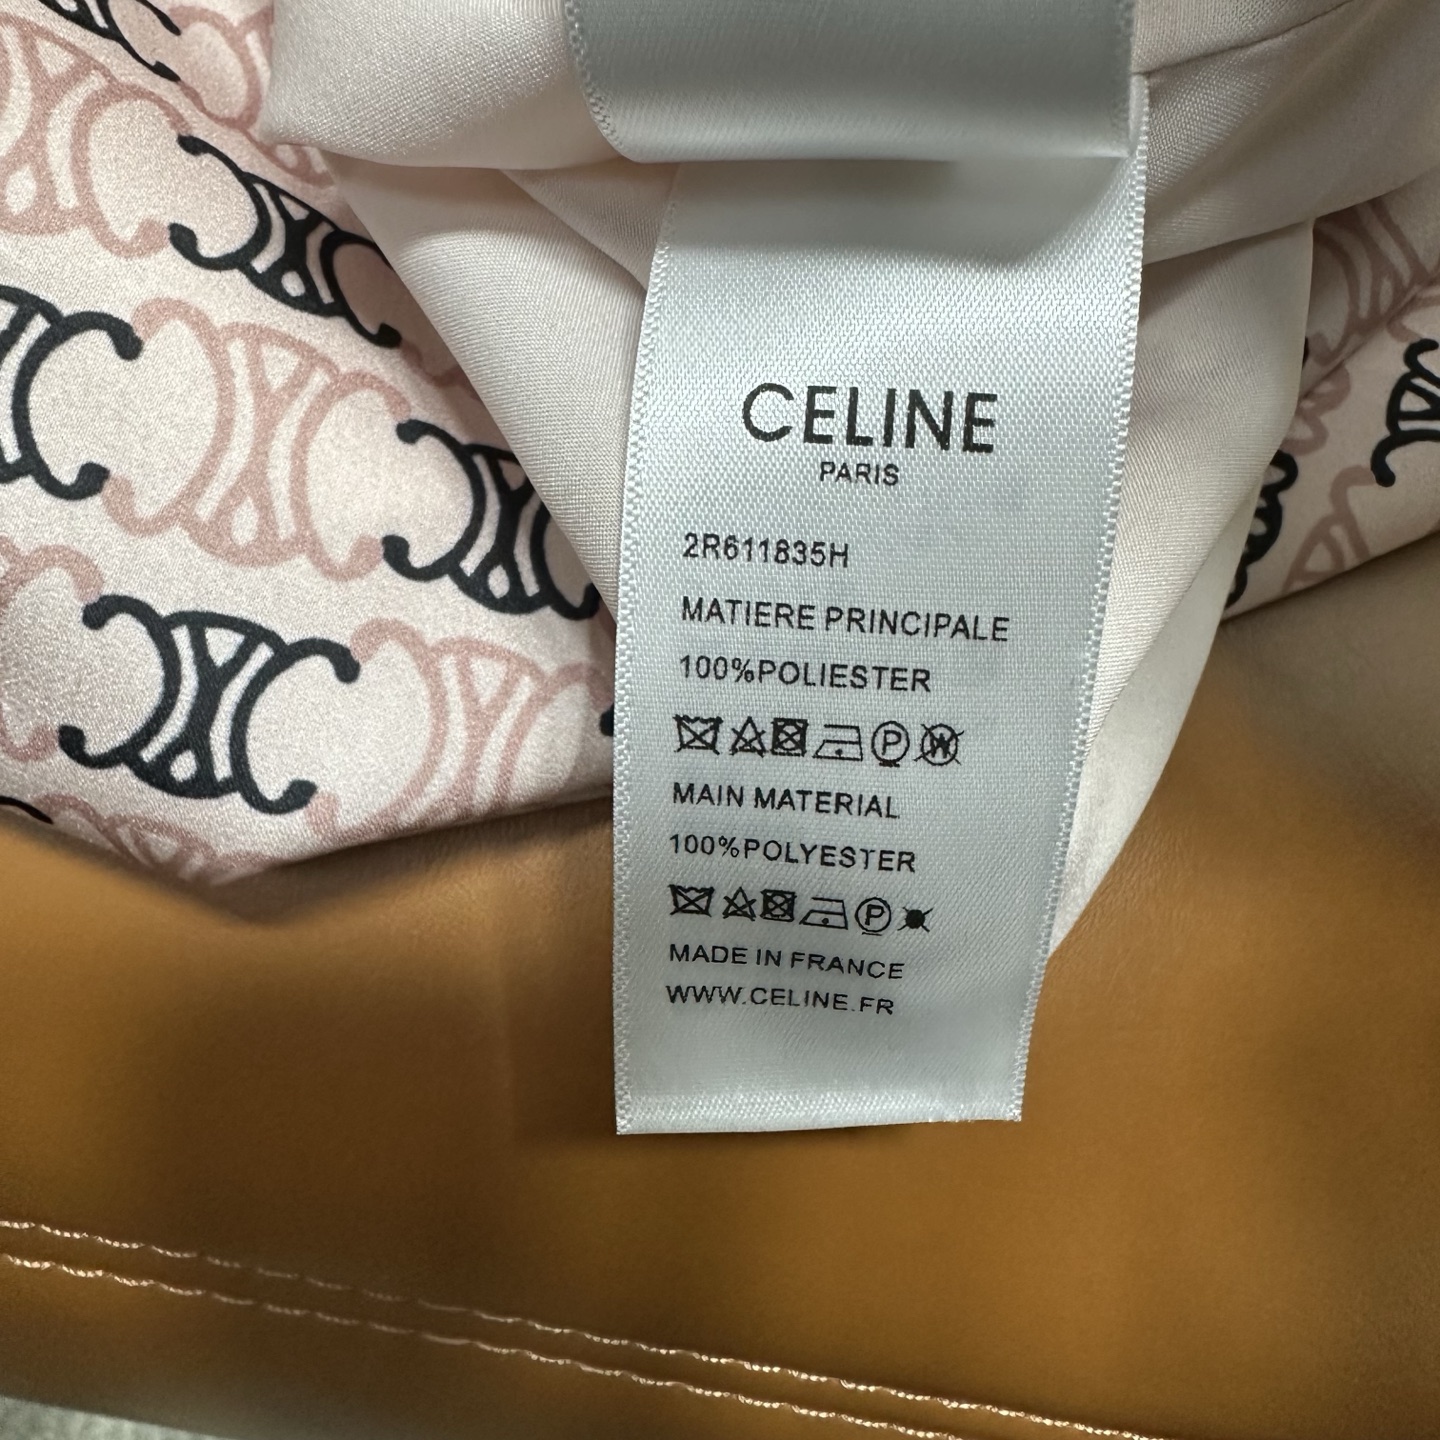 CELINE
PARIS
2R611835H
MATIERE PRINCIPALE
100%POLIESTER
MAIN MATERIAL
100%POLYESTER
MADE IN FRANCE
WWW.CELINE.FR